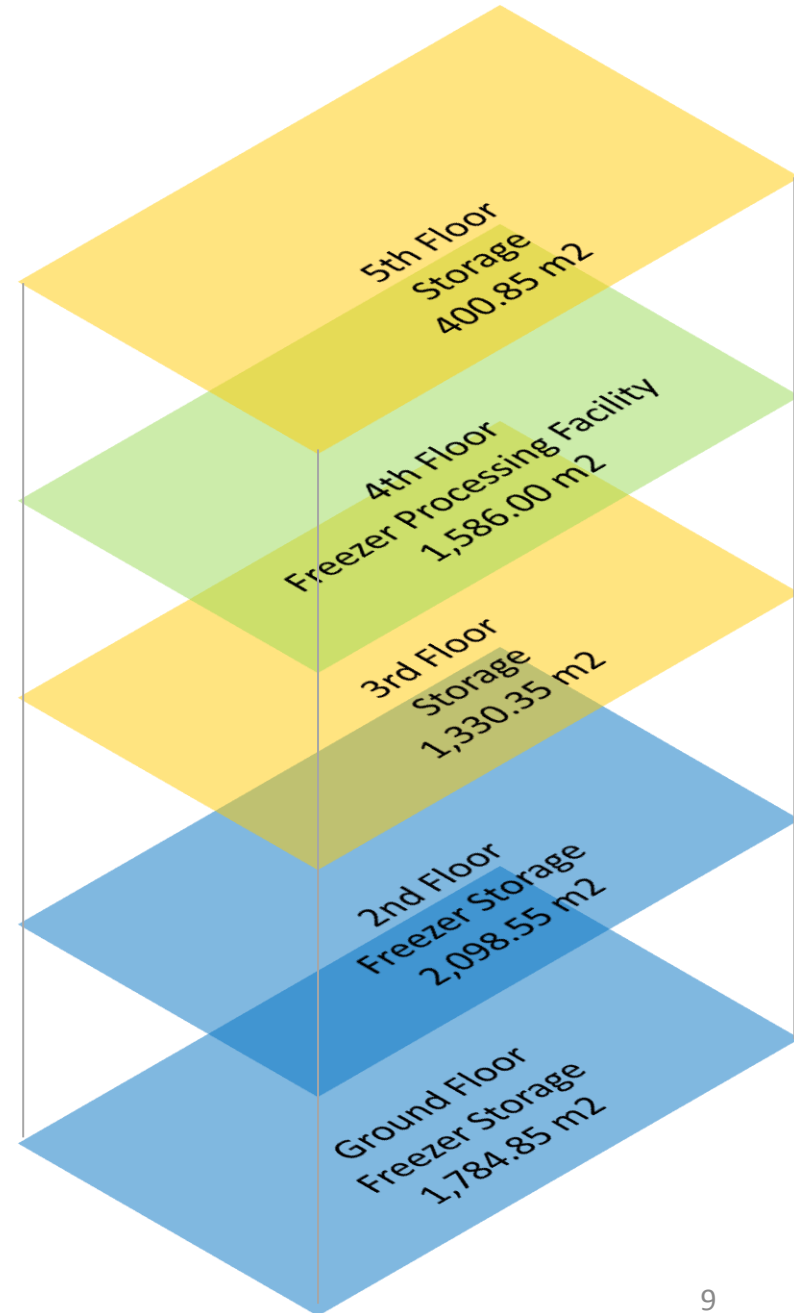 5th Floor
Storage
400.85 m2
4th Floor
Freezer Processing Facility
1,586.00 m2
3rd Floor
Storage
1,330.35 m2
2nd Floor
Freezer Storage
2,098.55 m2
Ground Floor
Freezer Storage
1,784.85 m2
9